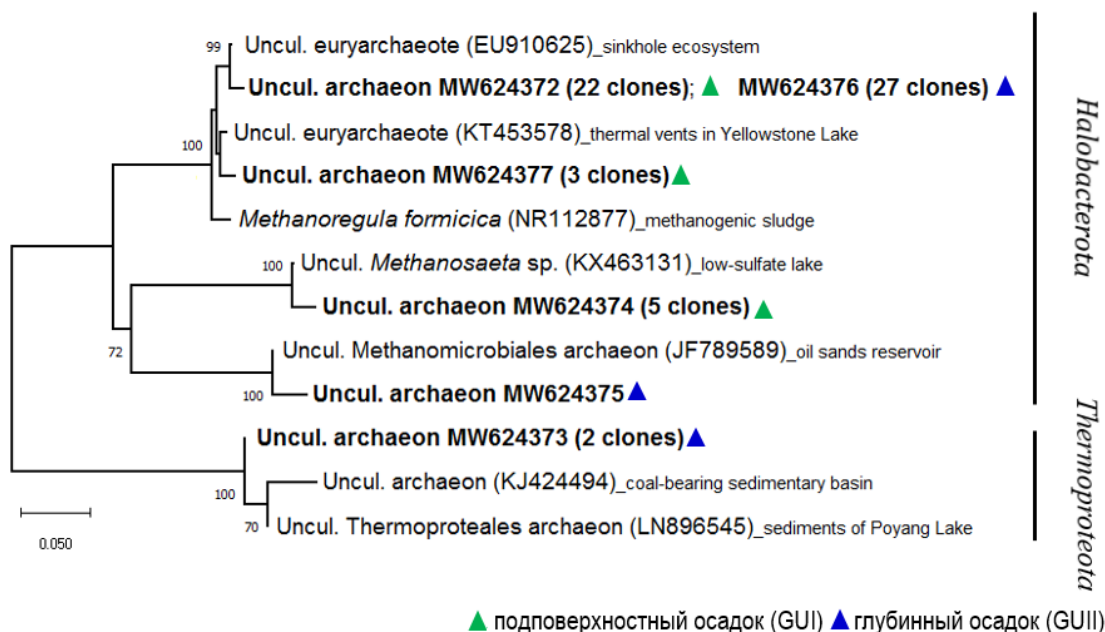 99
Uncul. euryarchaeote (EU910625)_sinkhole ecosystem
Uncul. archaeon MW624372 (22 clones); MW624376 (27 clones)
Uncul. euryarchaeote (KT453578)_thermal vents in Yellowstone Lake
100
Uncul. archaeon MW624377 (3 clones)
Methanoregula formicica (NR112877)_methanogenic sludge
100
Uncul. Methanosaeta sp. (KX463131)_low-sulfate lake
Uncul. archaeon MW624374 (5 clones)
72
Uncul. Methanomicrobiales archaeon (JF789589)_oil sands reservoir
100
Uncul. archaeon MW624375
Uncul. archaeon MW624373 (2 clones)
100
Uncul. archaeon (KJ424494)_coal-bearing sedimentary basin
70
Uncul. Thermoproteales archaeon (LN896545)_sediments of Poyang Lake
0.050
Halobacterota
Thermoproteota
подповерхностный осадок (GUI) глубинный осадок (GUII)